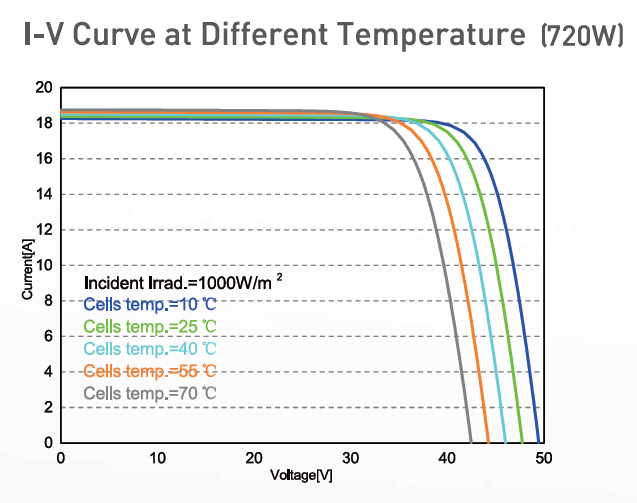 I-V Curve at Different Temperature (720W)
20
18
16
14
12
10
8
6
4
2
0
Current[A]
Incident Irrad.=1000W/m ²
Cells temp.=10 ℃
Cells temp.=25 ℃
Cells temp.=40 ℃
Cells temp.=55 ℃
Cells temp.=70 ℃
0 10 20 30 40 50
Voltage[V]